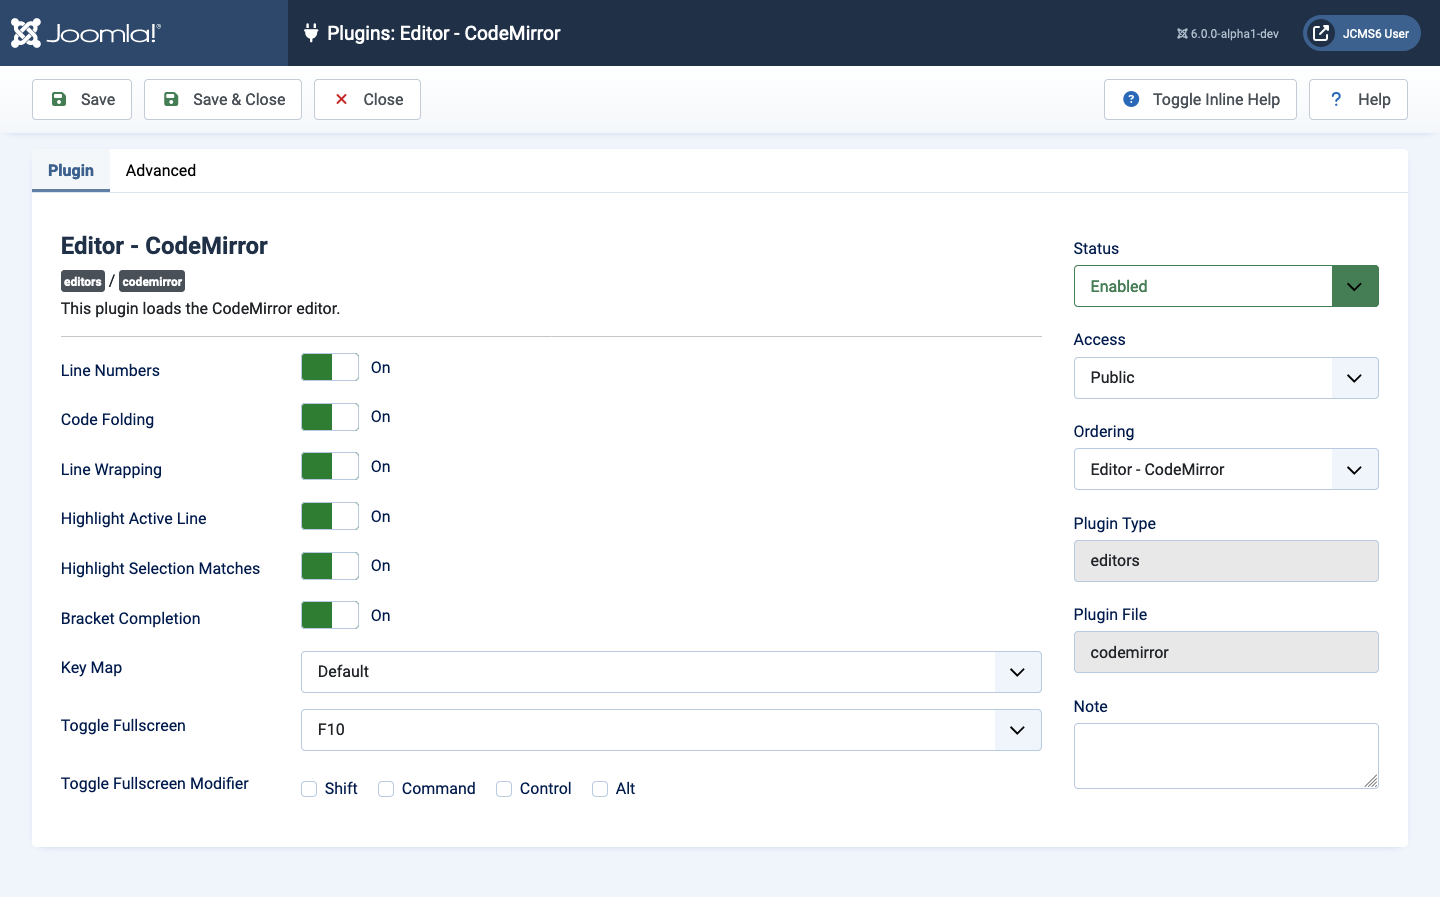 Joomla!®
Plugins: Editor - CodeMirror
6.0.0-alpha1-dev
JCMS6 User
Save
Save & Close
Close
Toggle Inline Help
Help
Plugin
Advanced
Editor - CodeMirror
editors / codemirror
This plugin loads the CodeMirror editor.
Line Numbers On
Code Folding On
Line Wrapping On
Highlight Active Line On
Highlight Selection Matches On
Bracket Completion On
Key Map Default
Toggle Fullscreen F10
Toggle Fullscreen Modifier Shift Command Control Alt
Status
Enabled
Access
Public
Ordering
Editor - CodeMirror
Plugin Type
editors
Plugin File
codemirror
Note